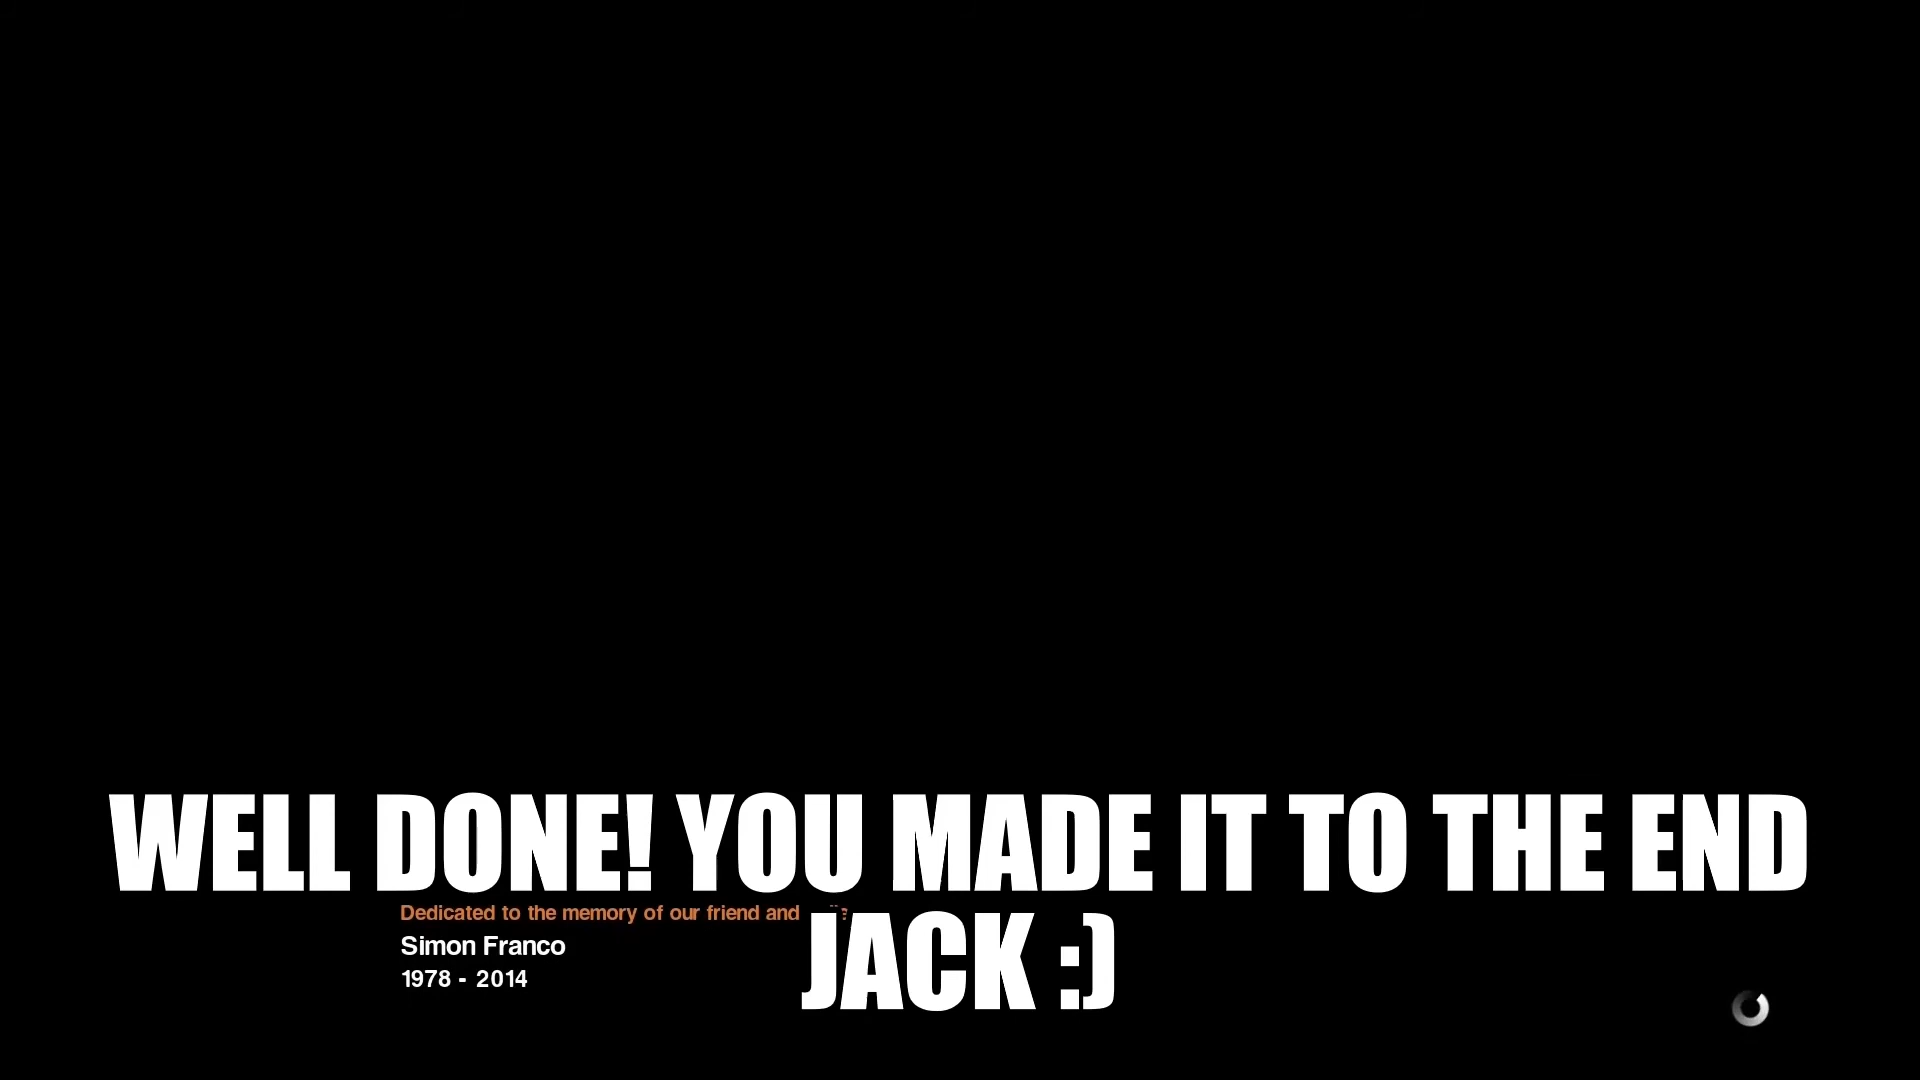 WELL DONE! YOU MADE IT TO THE END
JACK :)
Dedicated to the memory of our friend and
Simon Franco
1978 - 2014